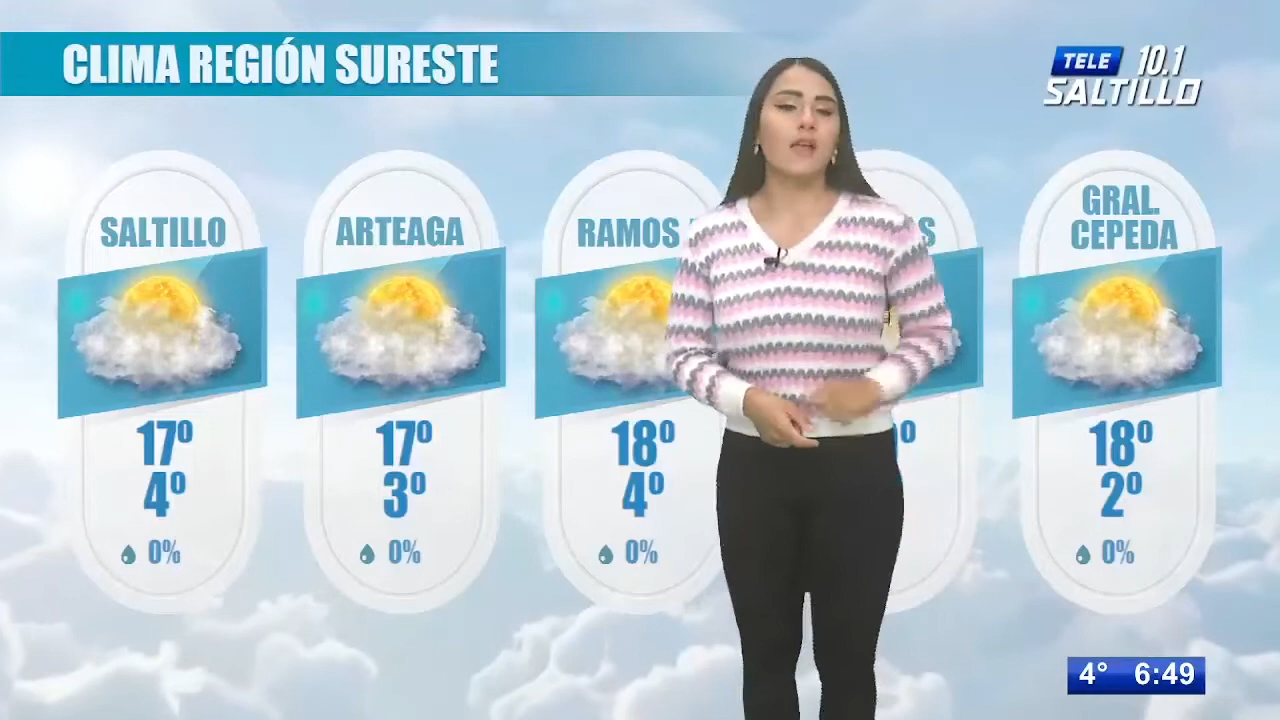 CLIMA REGIÓN SURESTE
TELE 10.1
SALTILLO
SALTILLO
17º
4º
0%
ARTEAGA
17º
3º
0%
RAMOS
18º
4º
0%
GRAL.
CEPEDA
18º
2º
0%
4° 6:49